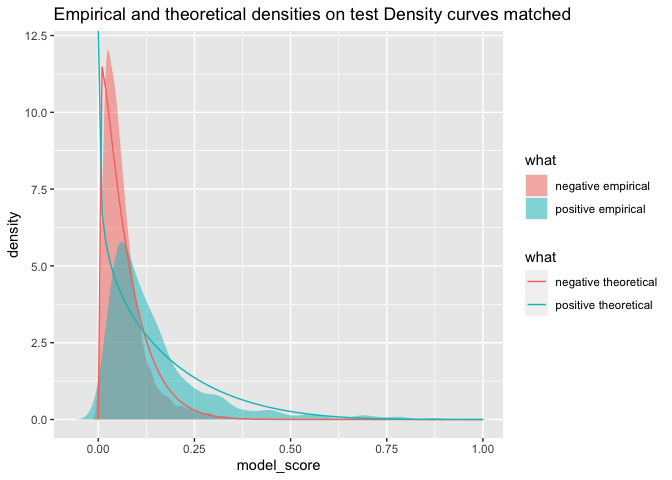 Empirical and theoretical densities on test Density curves matched
density
12.5
10.0
7.5
5.0
2.5
0.0
0.00
0.25
0.50
0.75
1.00
model_score
what
negative empirical
positive empirical
what
negative theoretical
positive theoretical